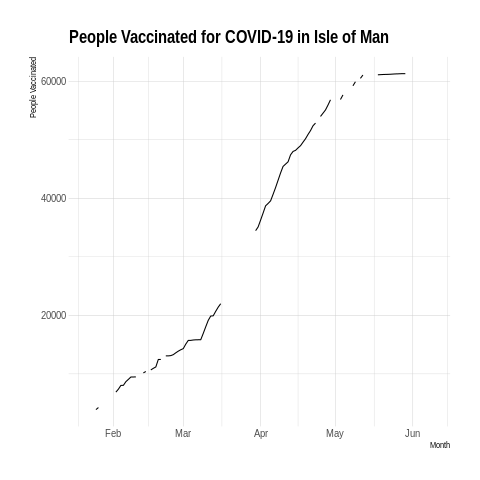 People Vaccinated for COVID-19 in Isle of Man
People Vaccinated
60000
40000
20000
Feb Mar Apr May Jun
Month